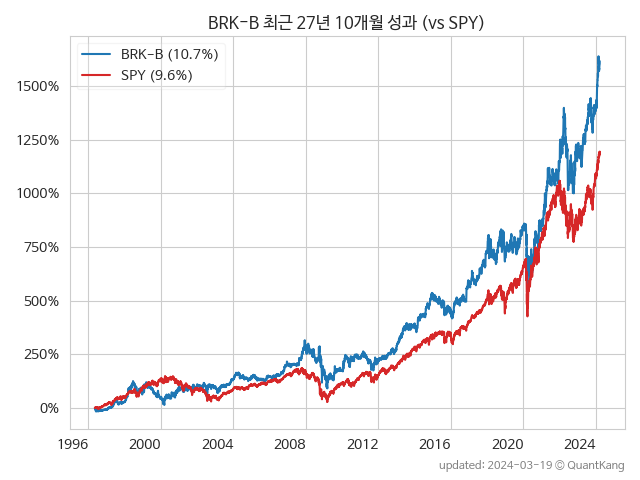 BRK-B 최근 27년 10개월 성과 (vs SPY)
BRK-B (10.7%)
SPY (9.6%)
1500%
1250%
1000%
750%
500%
250%
0%
1996 2000 2004 2008 2012 2016 2020 2024
updated: 2024-03-19 © QuantKang